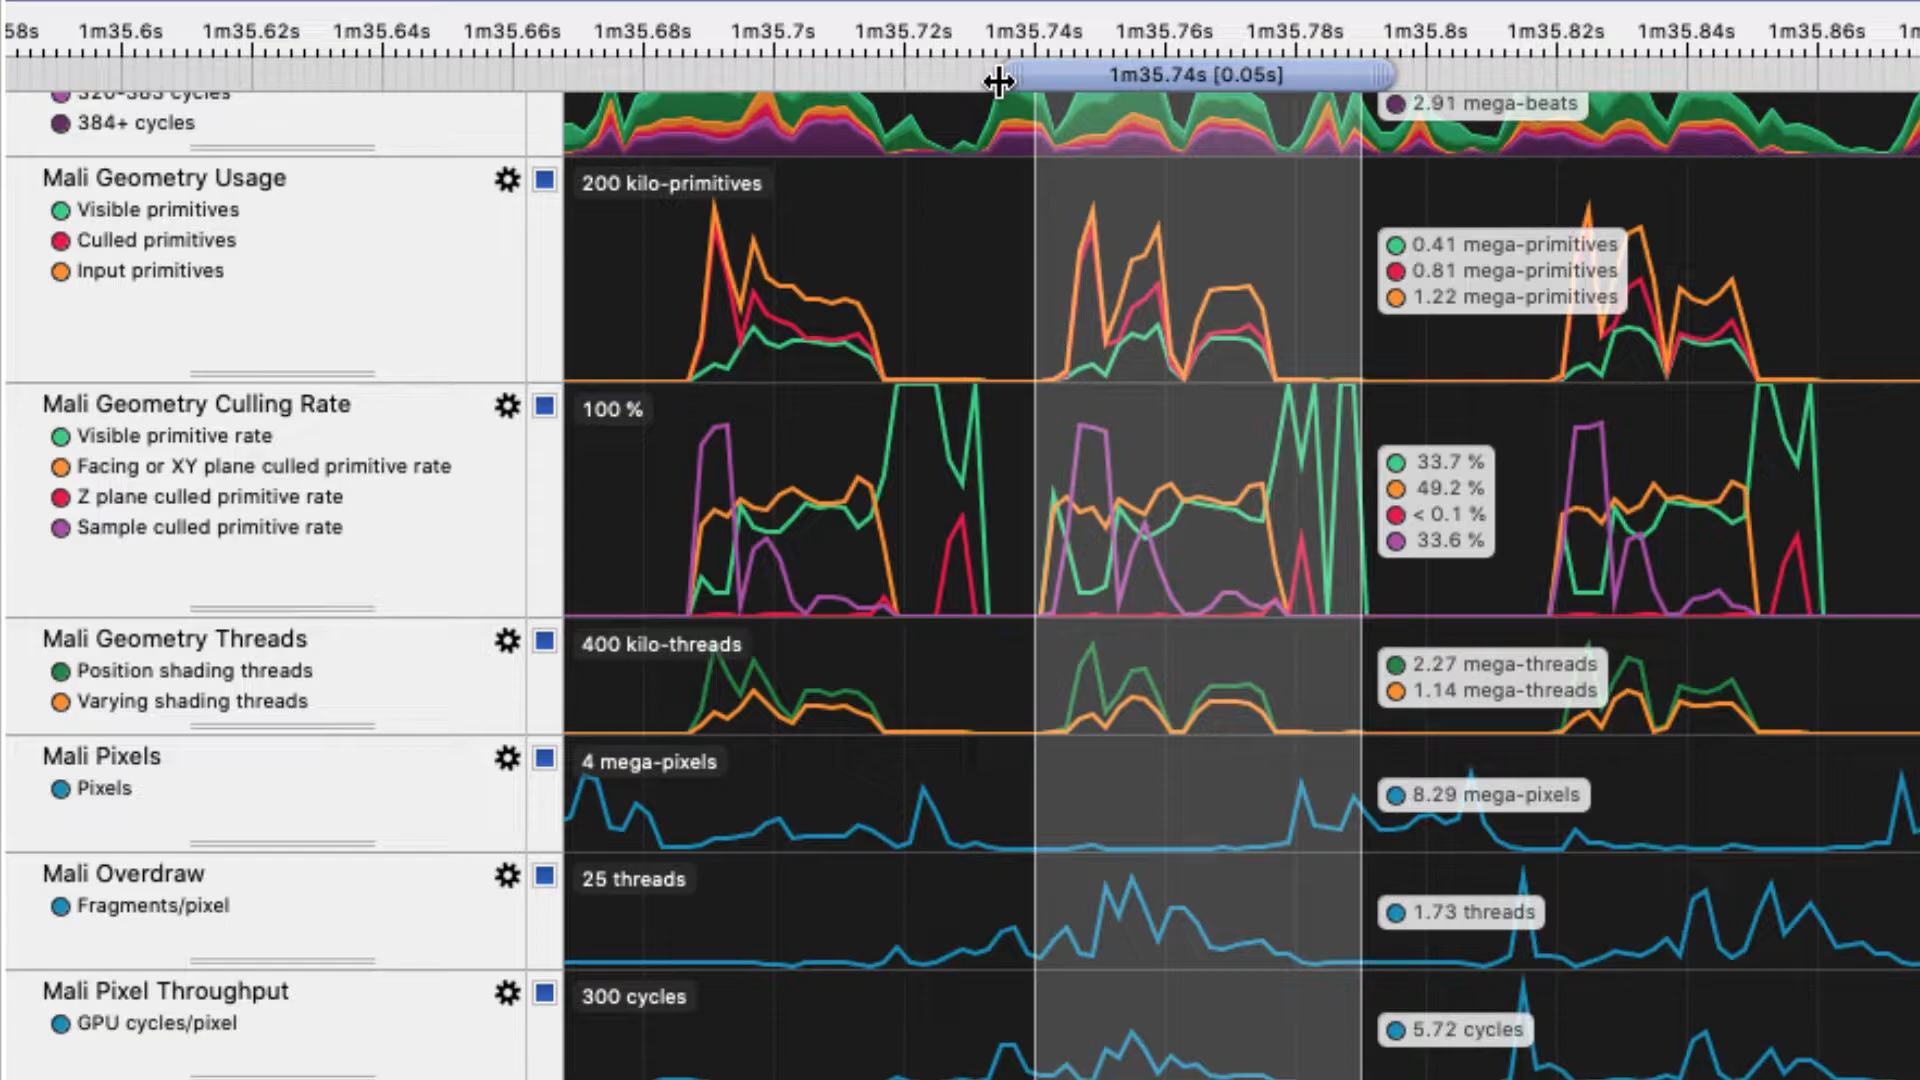 58s 1m35.6s 1m35.62s 1m35.64s 1m35.66s 1m35.68s 1m35.7s 1m35.72s 1m35.74s 1m35.76s 1m35.78s 1m35.8s 1m35.82s 1m35.84s 1m35.86s 1m
1m35.74s [0.05s]
320-383 cycles
2.91 mega-beats
384+ cycles
Mali Geometry Usage
200 kilo-primitives
Visible primitives
Culled primitives
Input primitives
0.41 mega-primitives
0.81 mega-primitives
1.22 mega-primitives
Mali Geometry Culling Rate
100 %
Visible primitive rate
Facing or XY plane culled primitive rate
Z plane culled primitive rate
Sample culled primitive rate
33.7 %
49.2 %
< 0.1 %
33.6 %
Mali Geometry Threads
400 kilo-threads
Position shading threads
Varying shading threads
2.27 mega-threads
1.14 mega-threads
Mali Pixels
4 mega-pixels
Pixels
8.29 mega-pixels
Mali Overdraw
25 threads
Fragments/pixel
1.73 threads
Mali Pixel Throughput
300 cycles
GPU cycles/pixel
5.72 cycles